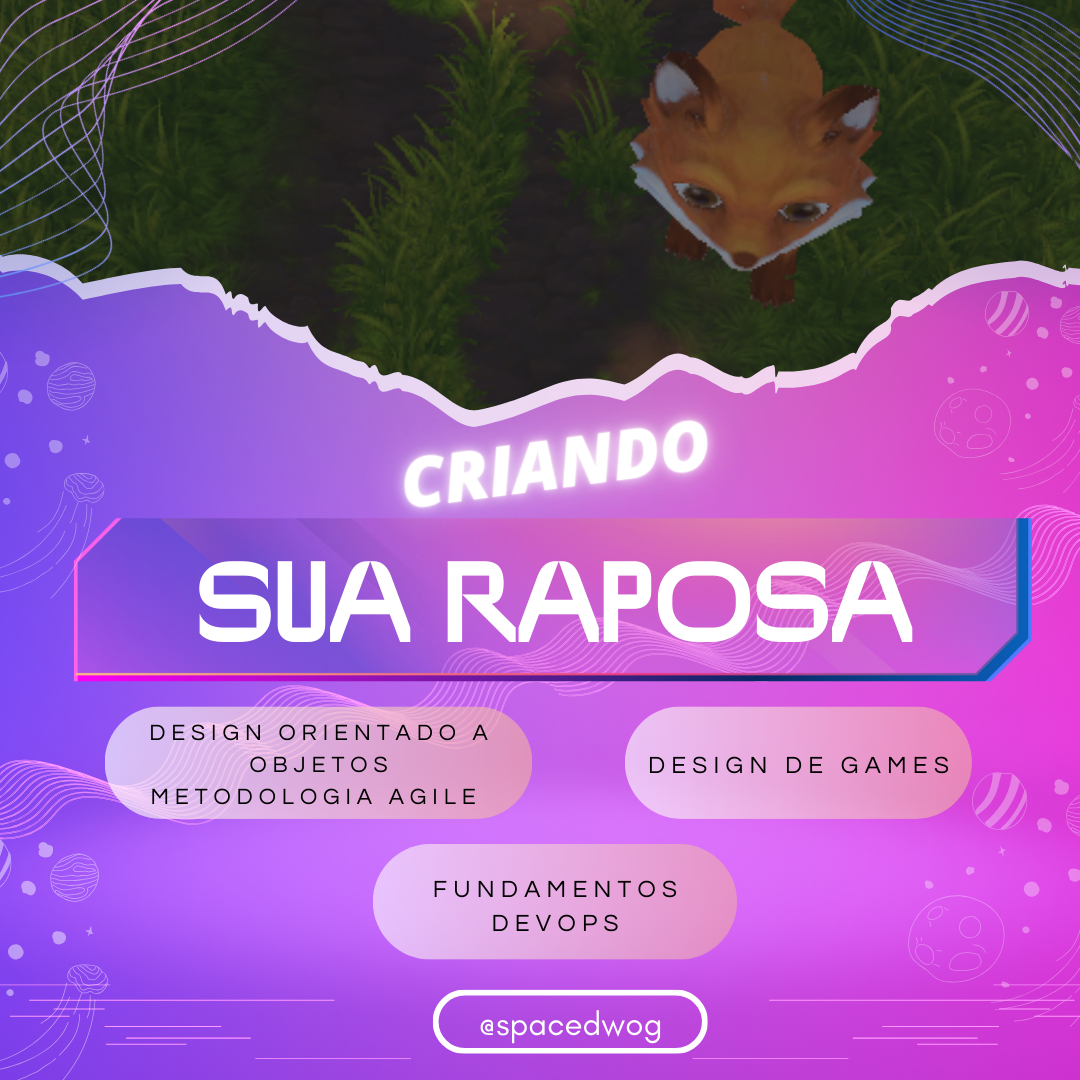 CRIANDO
SUA RAPOSA
DESIGN ORIENTADO A
OBJETOS
METODOLOGIA AGILE
DESIGN DE GAMES
FUNDAMENTOS
DEVOPS
@spacedwog